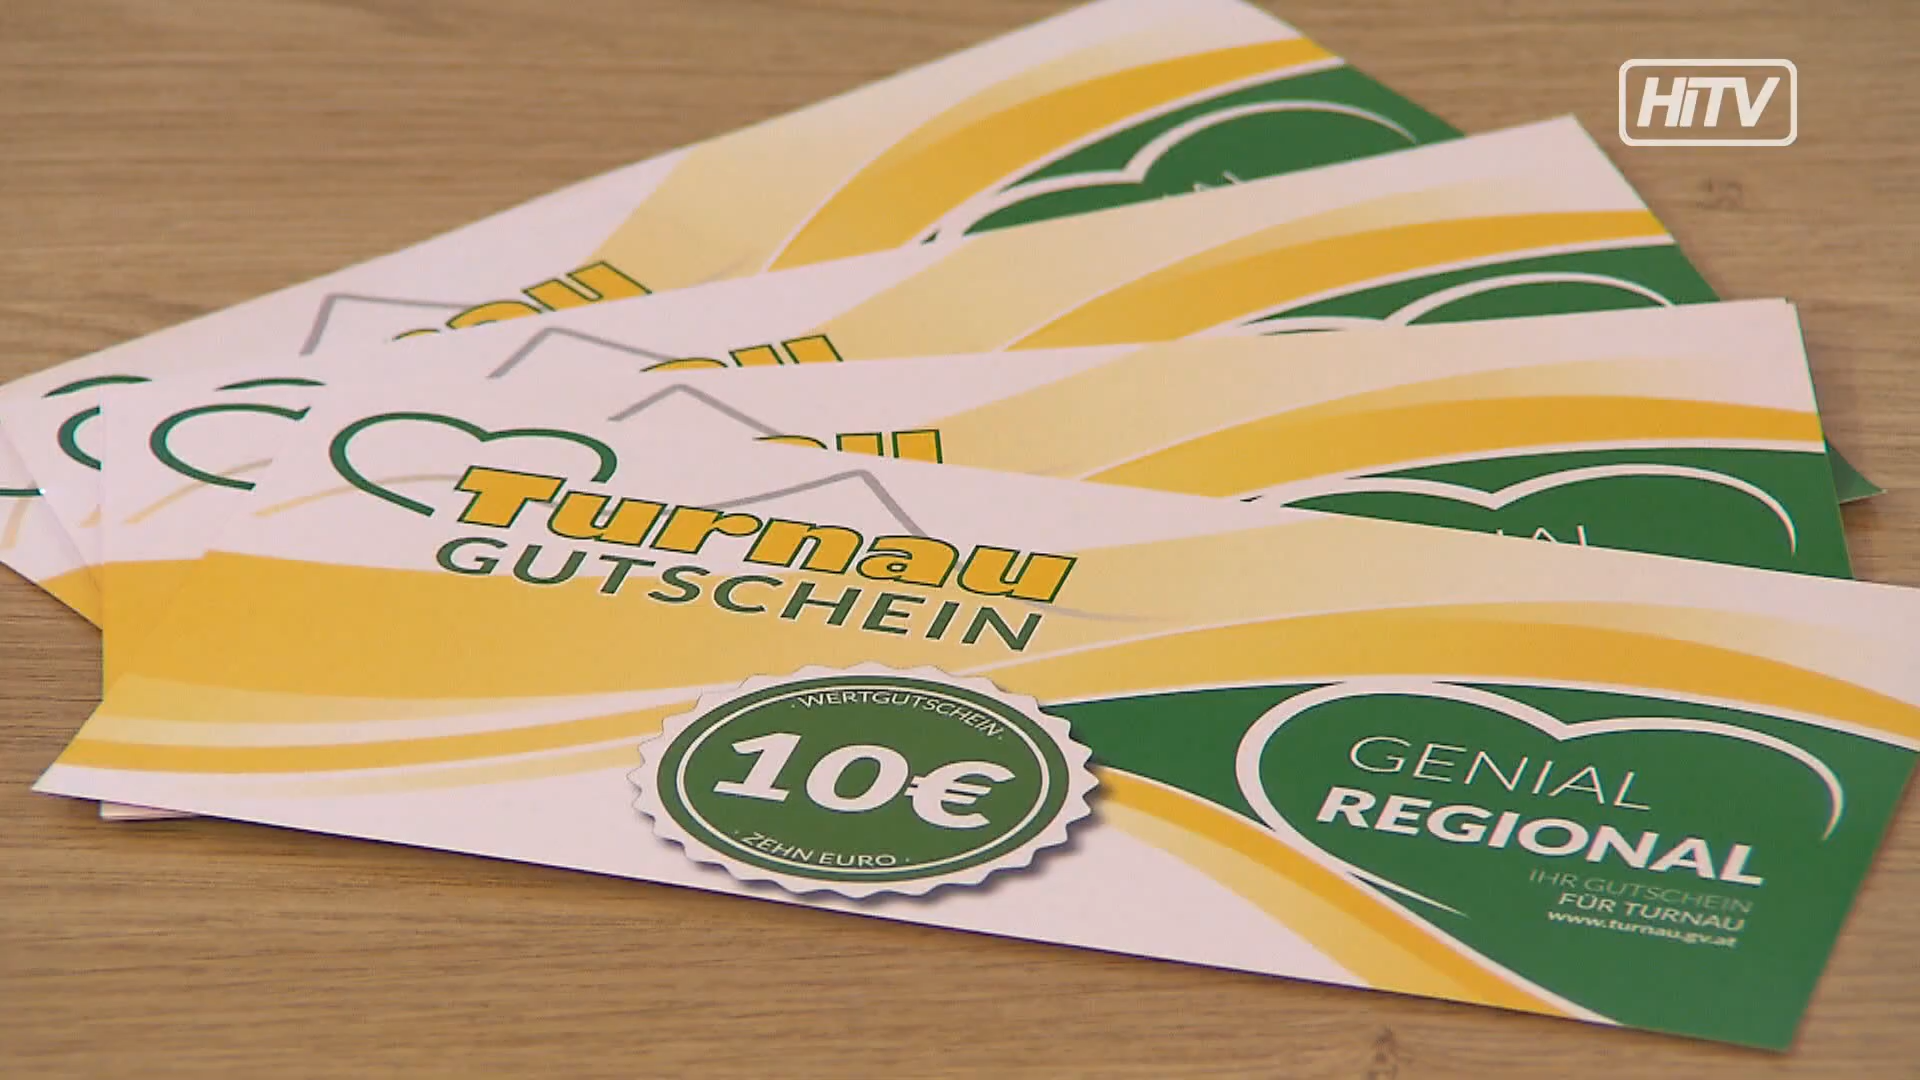 HiTV
Turnau
GUTSCHEIN
· WERTGUTSCHEIN ·
10€
· ZEHN EURO ·
GENIAL
REGIONAL
IHR GUTSCHEIN
FÜR TURNAU
www.turnau.gv.at